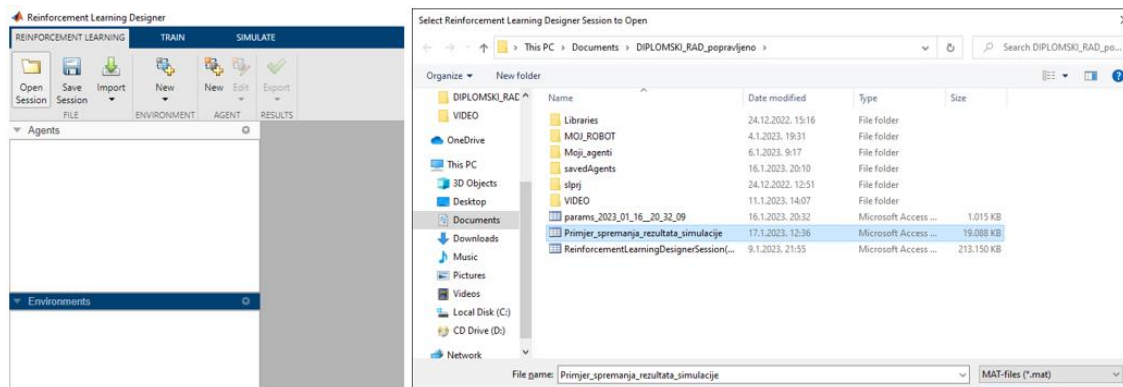 Reinforcement Learning Designer
REINFORCEMENT LEARNING TRAIN SIMULATE
Open Session Save Session Import New New Edit Export
FILE ENVIRONMENT AGENT RESULTS
Agents
Environments
Select Reinforcement Learning Designer Session to Open
This PC > Documents > DIPLOMSKI_RAD_popravljeno > Search DIPLOMSKI_RAD_po...
Organize New folder
DIPLOMSKI_RAD
VIDEO
OneDrive
This PC
3D Objects
Desktop
Documents
Downloads
Music
Pictures
Videos
Local Disk (C:)
CD Drive (D:)
Network
Name Date modified Type Size
Libraries 24.12.2022. 15:16 File folder
MOJ_ROBOT 4.1.2023. 19:31 File folder
Moji_agenti 6.1.2023. 9:17 File folder
savedAgents 16.1.2023. 20:10 File folder
slprj 24.12.2022. 12:51 File folder
VIDEO 11.1.2023. 14:07 File folder
params_2023_01_16__20_32_09 16.1.2023. 20:32 Microsoft Access ... 1.015 KB
Primjer_spremanja_rezultata_simulacije 17.1.2023. 12:36 Microsoft Access ... 19.088 KB
ReinforcementLearningDesignerSession(... 9.1.2023. 21:55 Microsoft Access ... 213.150 KB
File name: Primjer_spremanja_rezultata_simulacije MAT-files (*.mat)